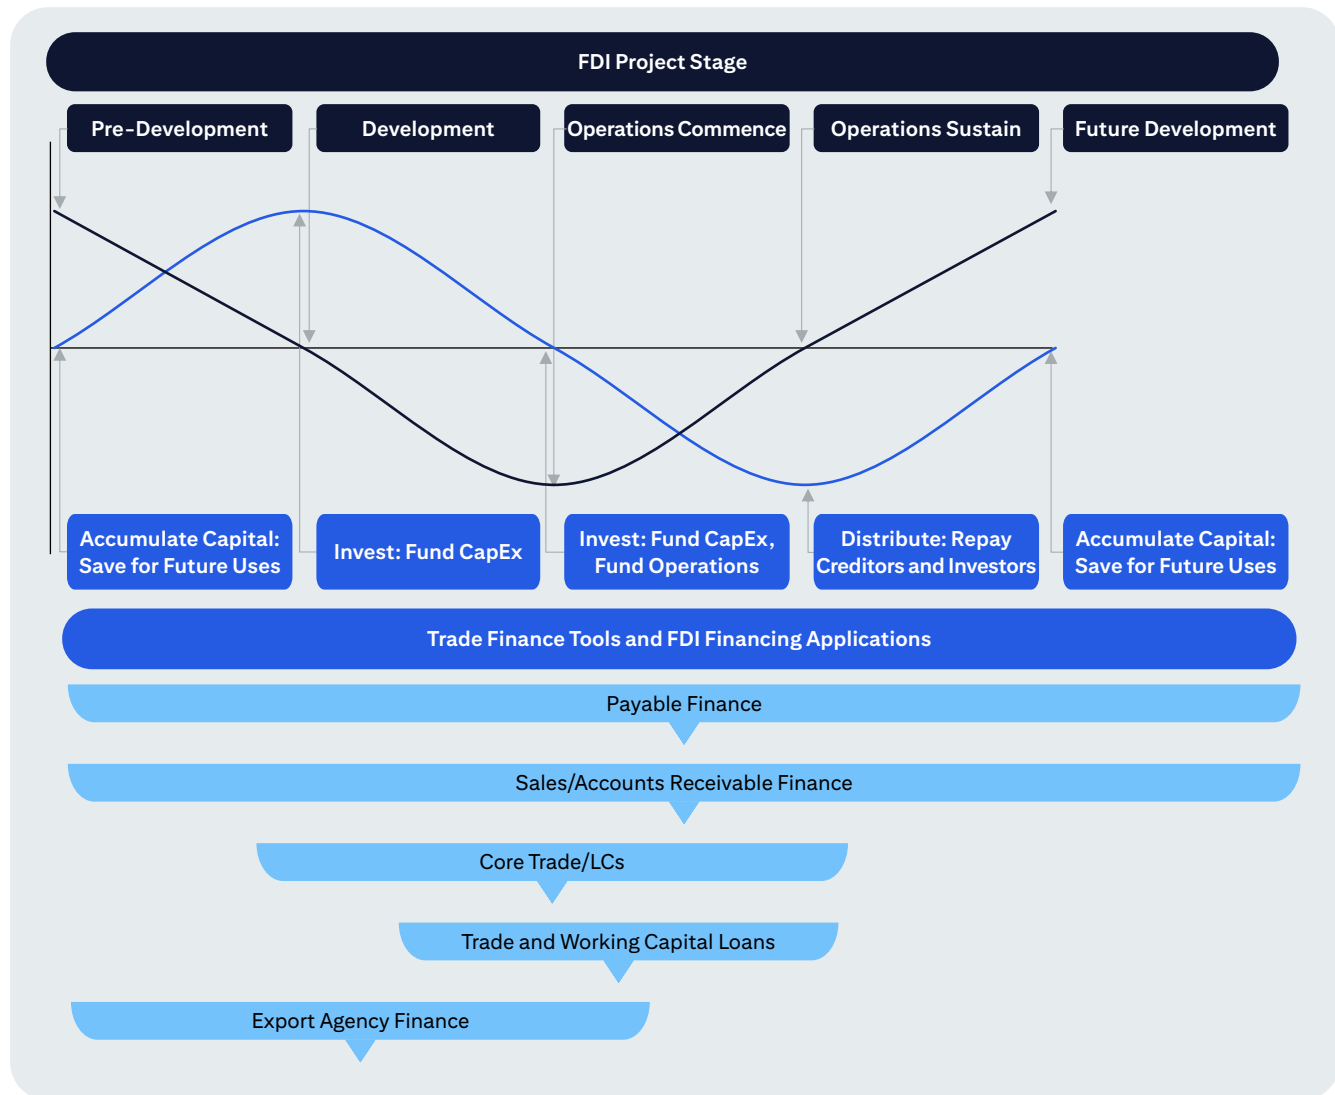 FDI Project Stage
Pre-Development
Development
Operations Commence
Operations Sustain
Future Development
Accumulate Capital:
Save for Future Uses
Invest: Fund CapEx
Invest: Fund CapEx,
Fund Operations
Distribute: Repay
Creditors and Investors
Accumulate Capital:
Save for Future Uses
Trade Finance Tools and FDI Financing Applications
Payable Finance
Sales/Accounts Receivable Finance
Core Trade/LCs
Trade and Working Capital Loans
Export Agency Finance